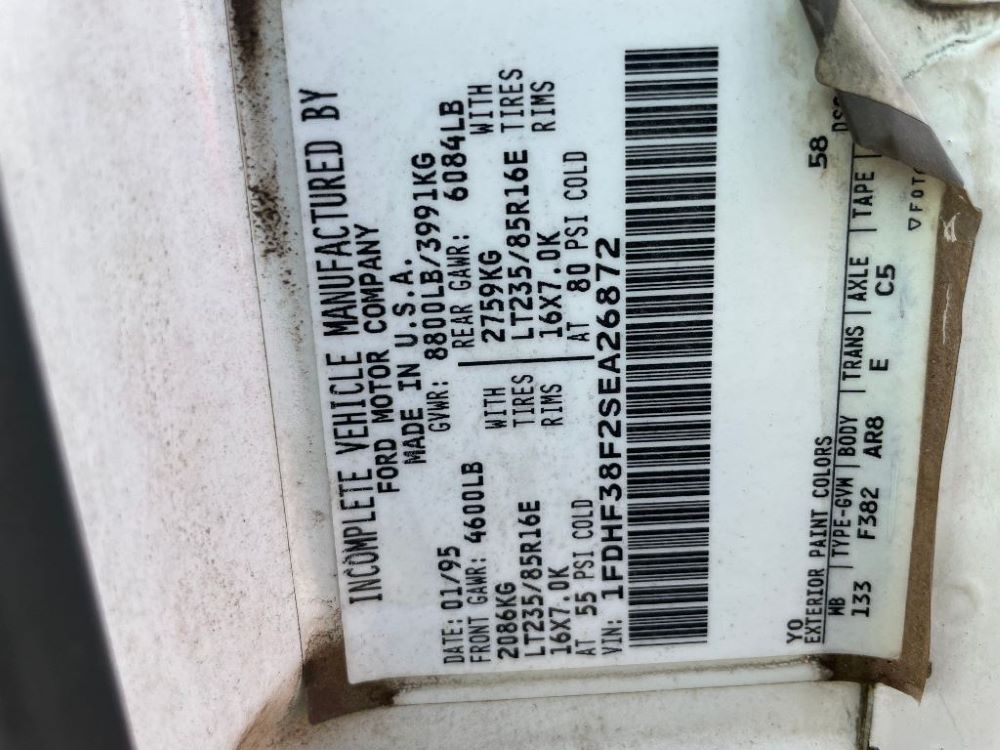 INCOMPLETE VEHICLE MANUFACTURED BY
FORD MOTOR COMPANY
MADE IN U.S.A.
DATE: 01/95 GVWR: 8800LB/3991KG
FRONT GAWR: 4600LB REAR GAWR: 6084LB
2086KG WITH 2759KG WITH
LT235/85R16E TIRES LT235/85R16E TIRES
16X7.0K RIMS 16X7.0K RIMS
AT 55 PSI COLD AT 80 PSI COLD
VIN: 1FDHF38F2SEA26872
YO 58
EXTERIOR PAINT COLORS DSO
WB TYPE-GVW BODY TRANS AXLE TAPE
133 F382 AR8 E C5